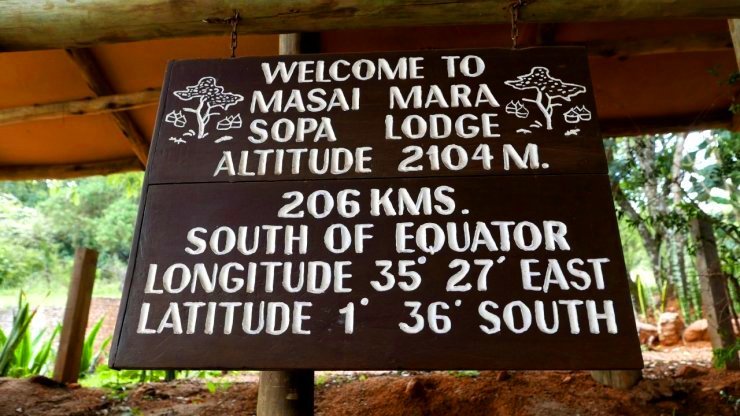 WELCOME TO
MASAI MARA
SOPA LODGE
ALTITUDE 2104 M.
206 KMS.
SOUTH OF EQUATOR
LONGITUDE 35° 27' EAST
LATITUDE 1° 36' SOUTH